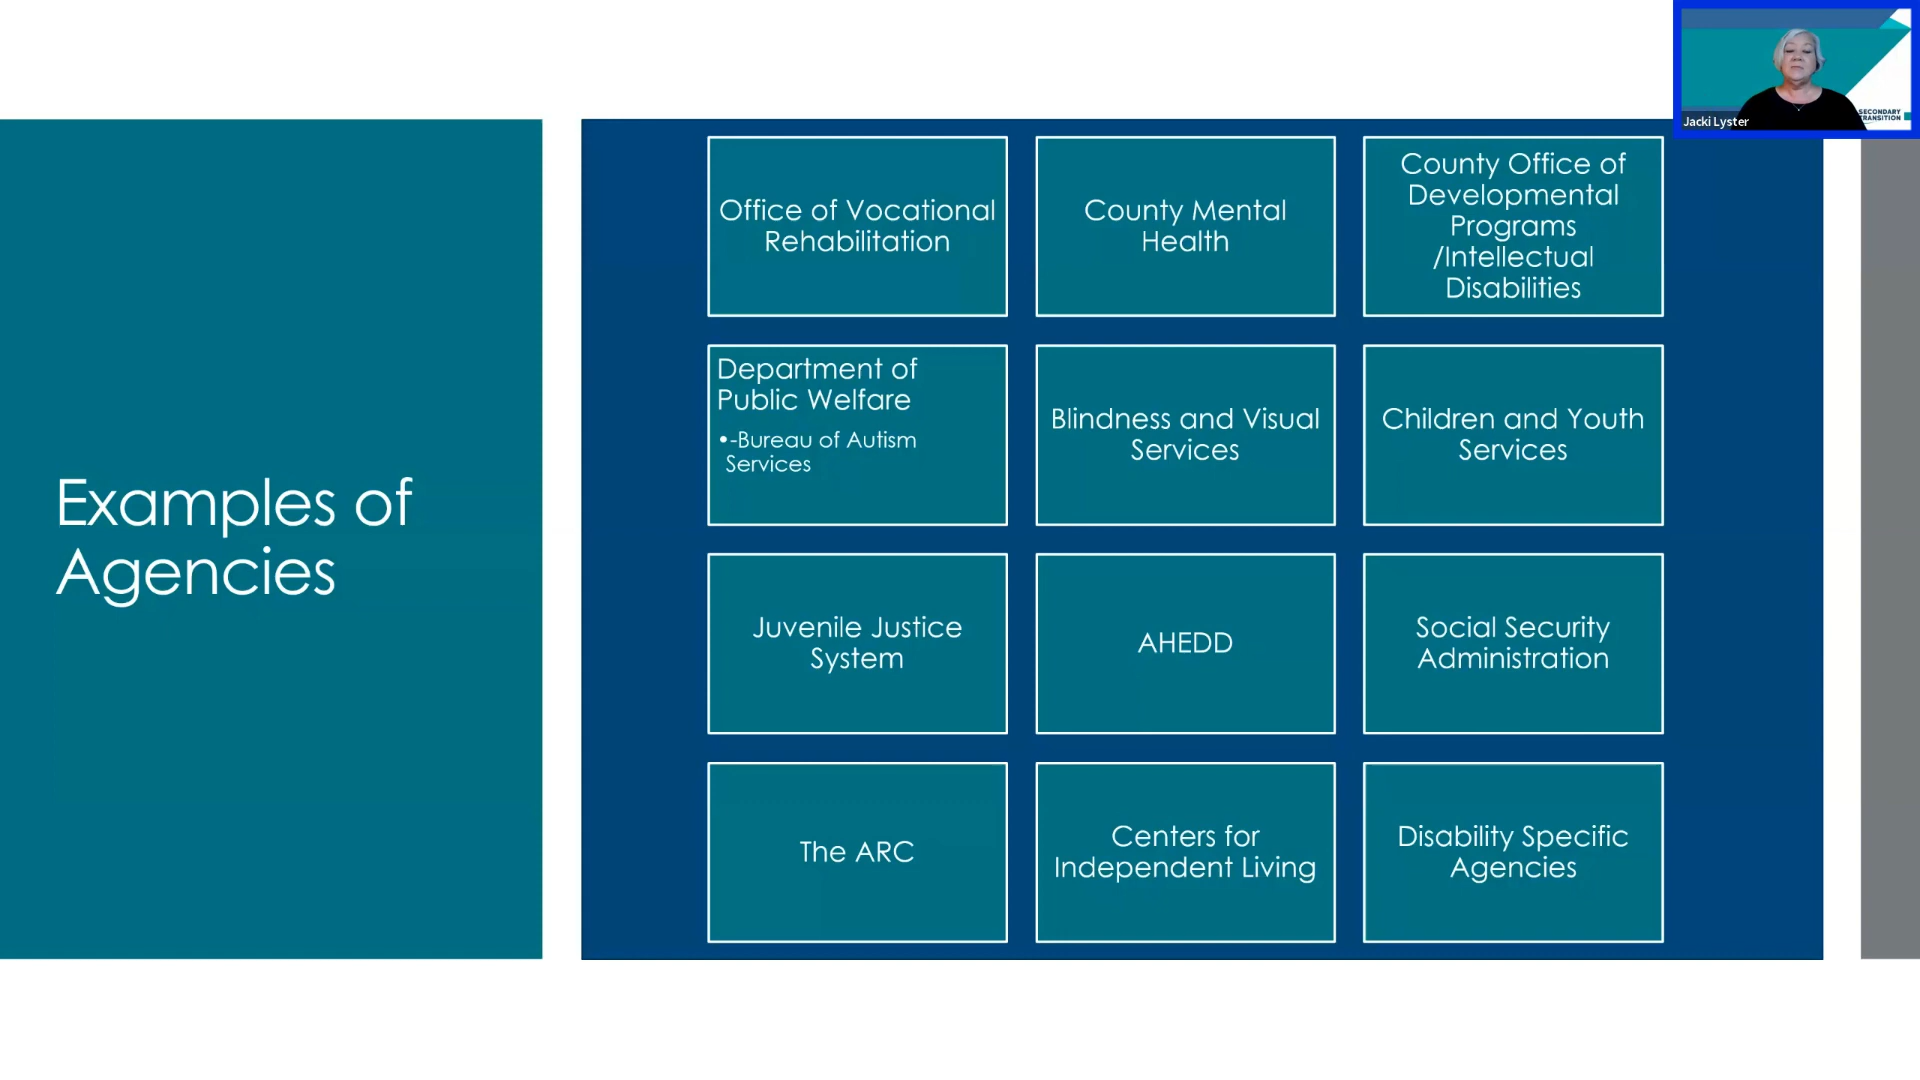 SECONDARY
TRANSITION
Jacki Lyster
Examples of
Agencies
Office of Vocational
Rehabilitation
County Mental
Health
County Office of
Developmental
Programs
/Intellectual
Disabilities
Department of
Public Welfare
•-Bureau of Autism
Services
Blindness and Visual
Services
Children and Youth
Services
Juvenile Justice
System
AHEDD
Social Security
Administration
The ARC
Centers for
Independent Living
Disability Specific
Agencies